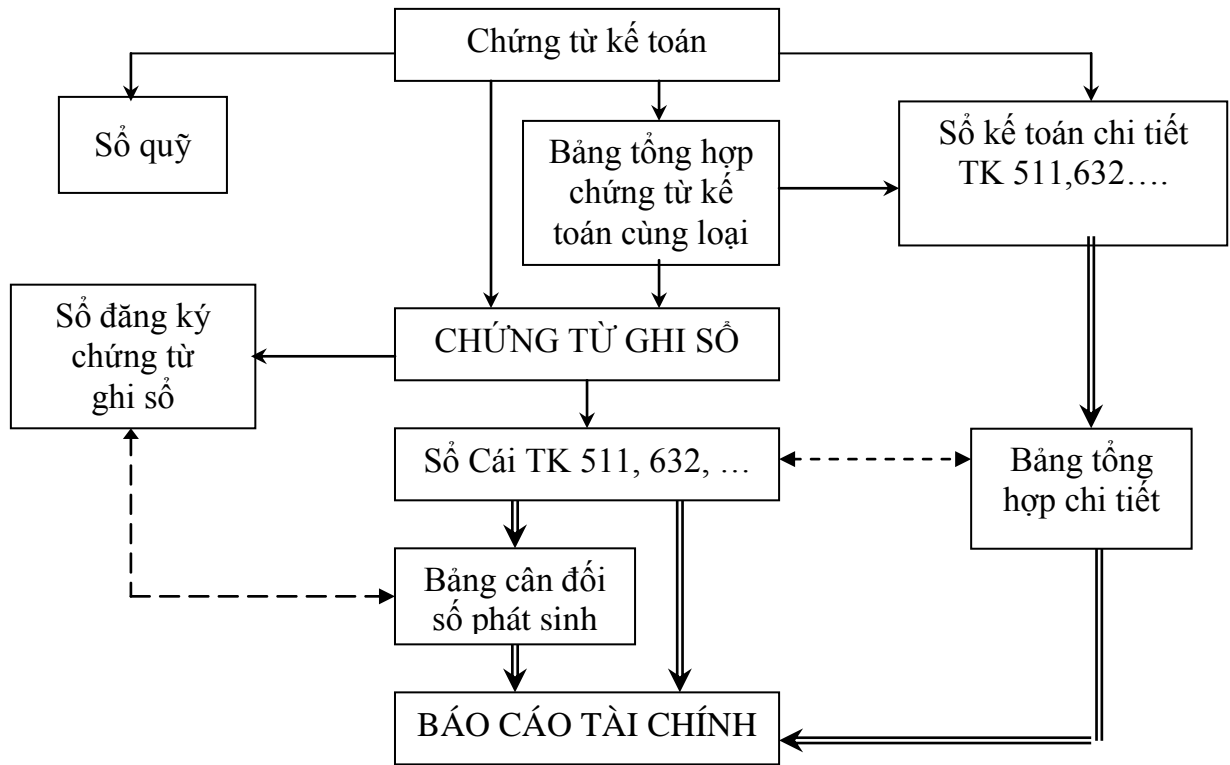 Chứng từ kế toán
Sổ quỹ
Bảng tổng hợp
chứng từ kế
toán cùng loại
Sổ kế toán chi tiết
TK 511,632….
Sổ đăng ký
chứng từ
ghi sổ
CHỨNG TỪ GHI SỔ
Sổ Cái TK 511, 632, …
Bảng tổng
hợp chi tiết
Bảng cân đối
số phát sinh
BÁO CÁO TÀI CHÍNH